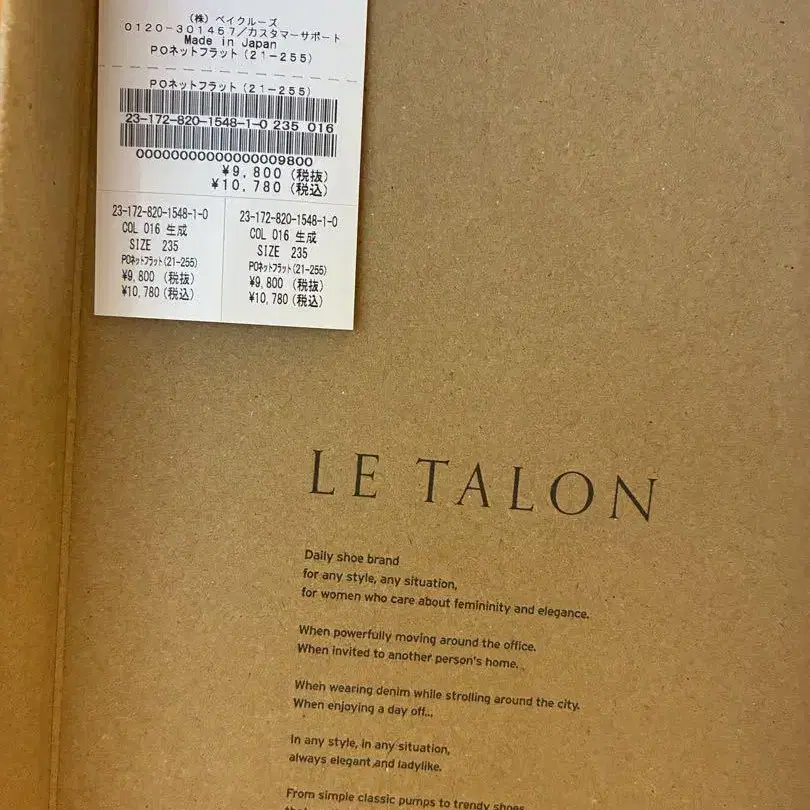 (株) ベイクルーズ
0120-301457/カスタマーサポート
Made in Japan
POネットフラット(21-255)
POネットフラット(21-255)
23-172-820-1548-1-0 235 016
00000000000000009800
¥9,800(税抜)
¥10,780(税込)
23-172-820-1548-1-0
COL 016 生成
SIZE 235
POネットフラット(21-255)
¥9,800(税抜)
¥10,780(税込)
23-172-820-1548-1-0
COL 016 生成
SIZE 235
POネットフラット(21-255)
¥9,800 (税抜)
¥10,780(税込)
LE TALON
Daily shoe brand
for any style, any situation,
for women who care about femininity and elegance.
When powerfully moving around the office.
When invited to another person's home.
When wearing denim while strolling around the city.
When enjoying a day off...
In any style, in any situation,
always elegant and ladylike.
From simple classic pumps to trendy shoes